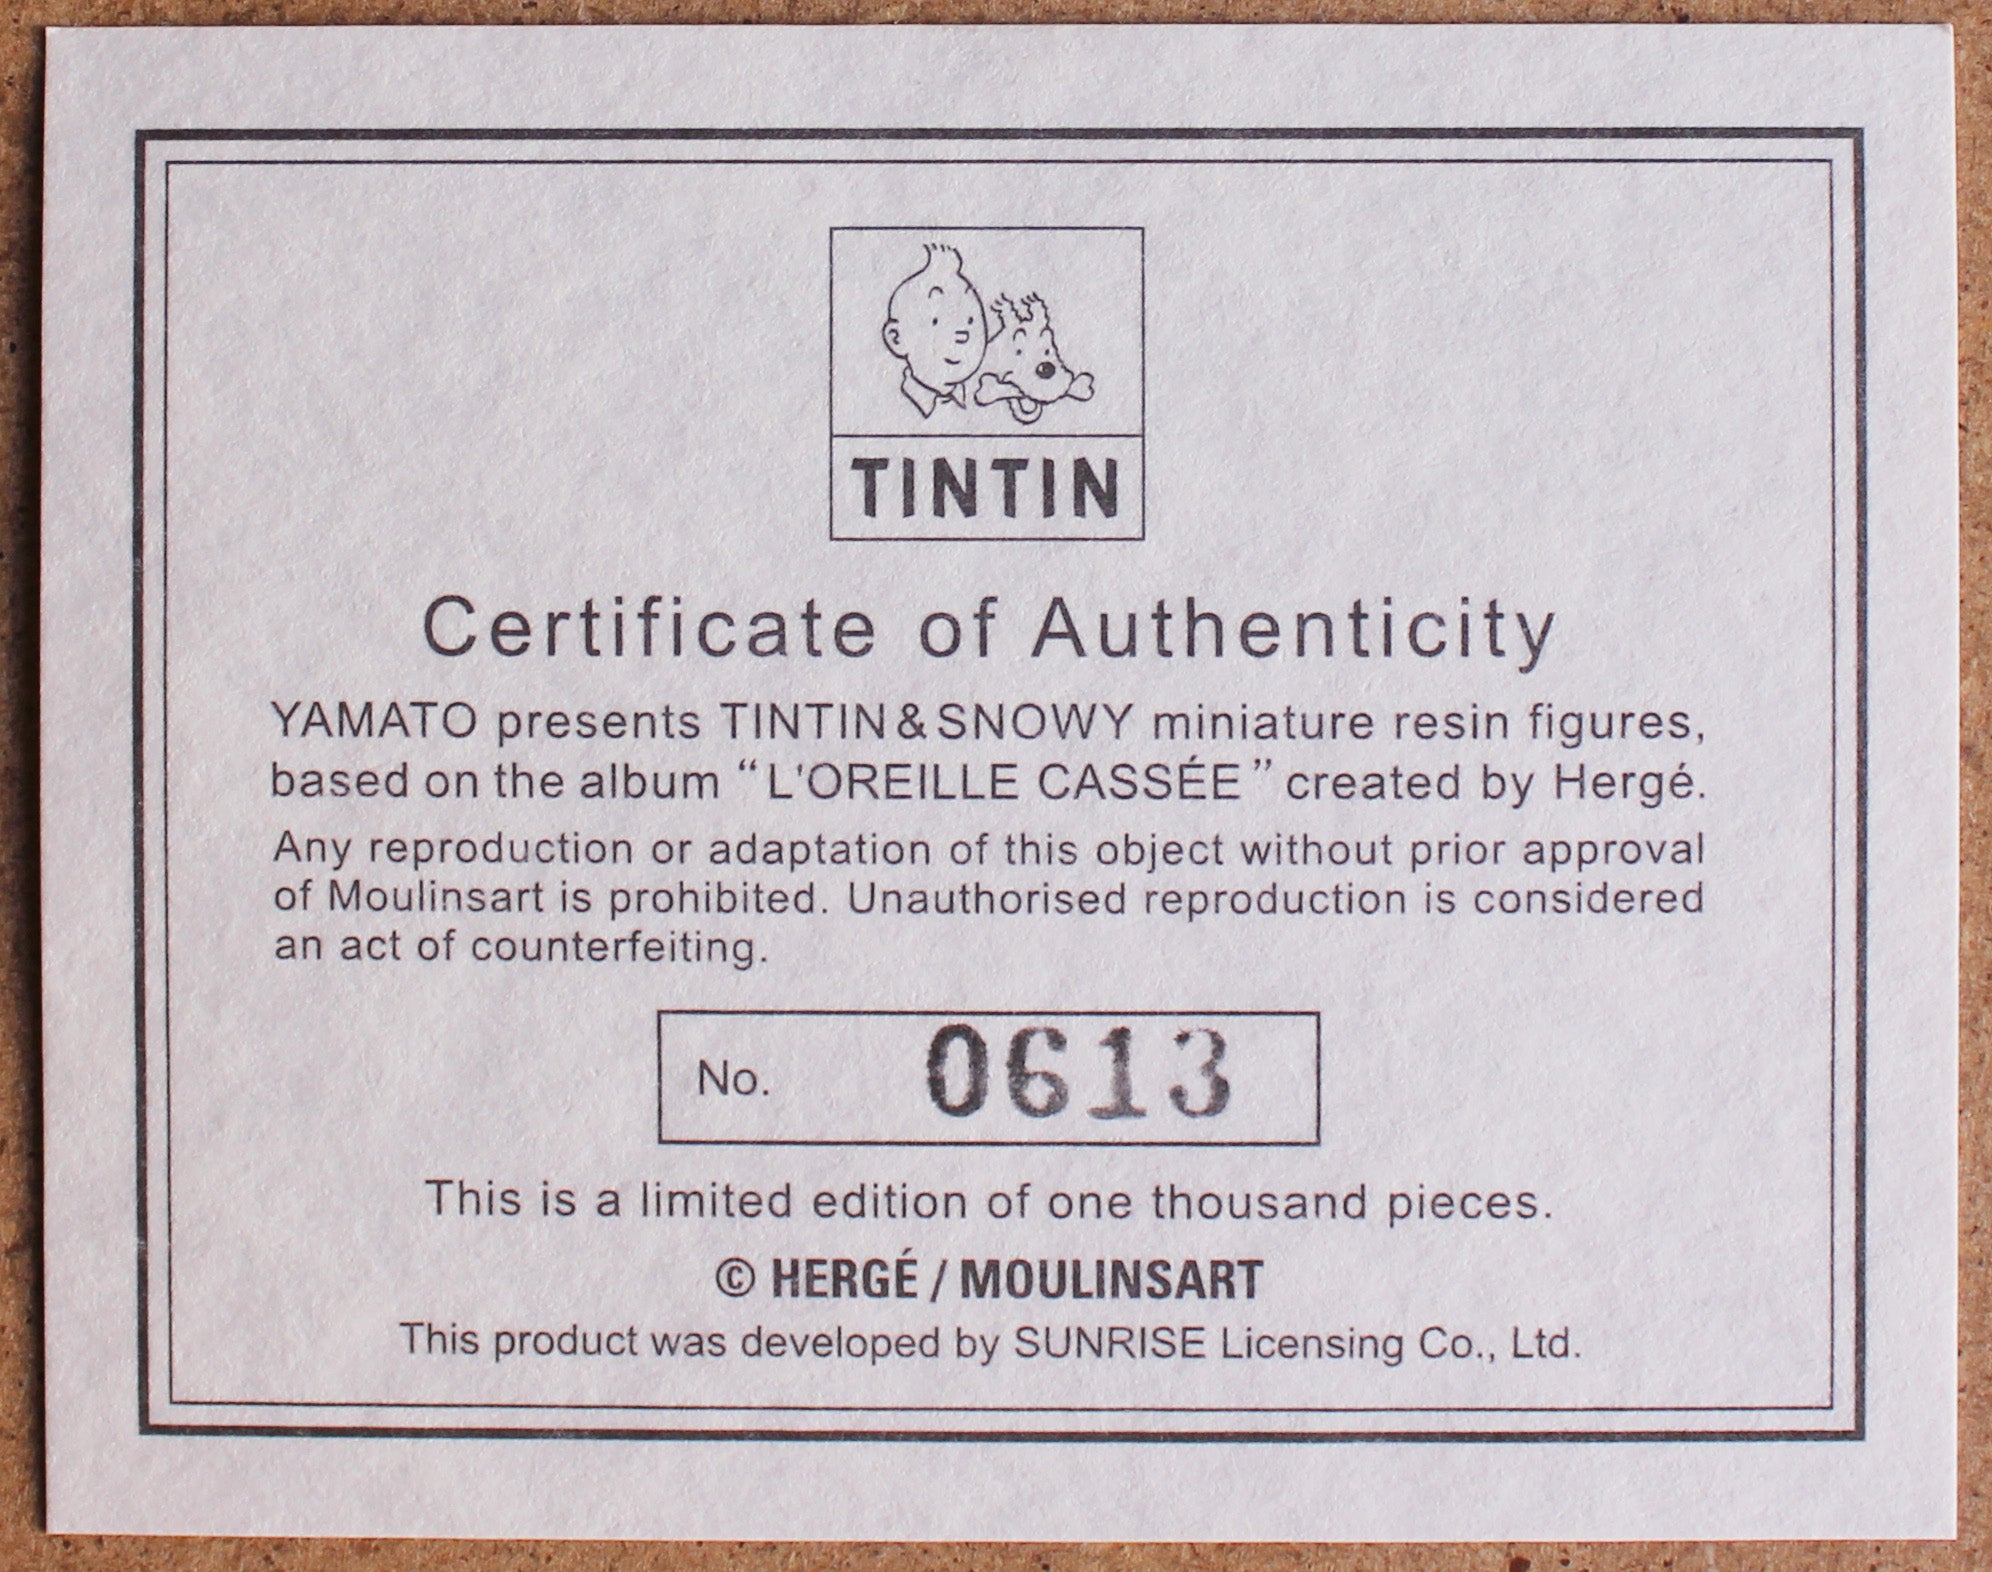 TINTIN
Certificate of Authenticity
YAMATO presents TINTIN & SNOWY miniature resin figures,
based on the album “L'OREILLE CASSÉE” created by Hergé.
Any reproduction or adaptation of this object without prior approval
of Moulinsart is prohibited. Unauthorised reproduction is considered
an act of counterfeiting.
No. 0613
This is a limited edition of one thousand pieces.
© HERGÉ / MOULINSART
This product was developed by SUNRISE Licensing Co., Ltd.